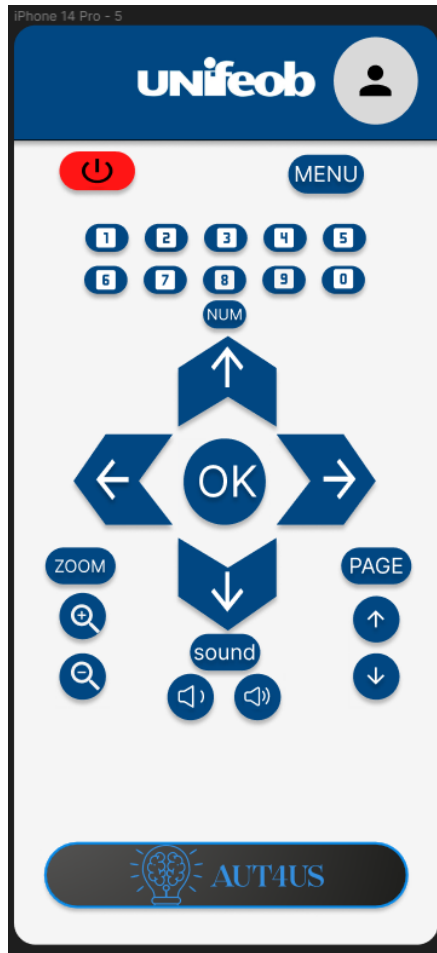 iPhone 14 Pro - 5
UNifeob
MENU
1 2 3 4 5
6 7 8 9 0
NUM
OK
ZOOM
PAGE
sound
AUT4US